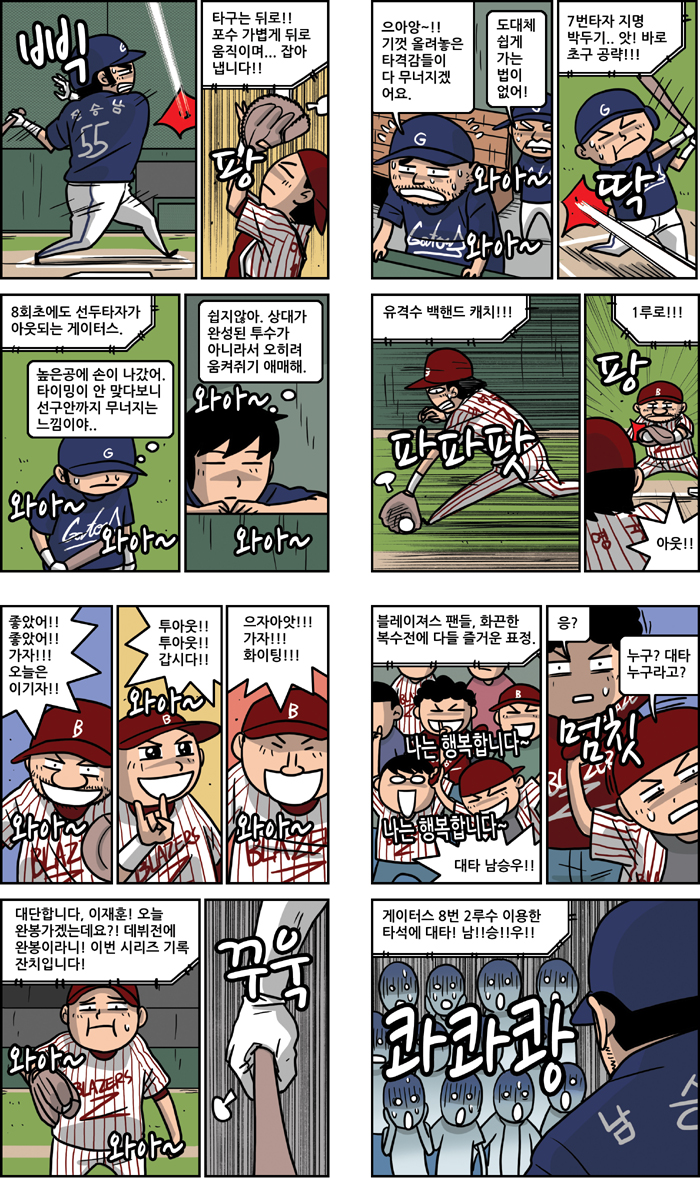 삐빅
손승남
55
타구는 뒤로!!
포수 가볍게 뒤로
움직이며... 잡아
냅니다!!
팡
8회초에도 선두타자가
아웃되는 게이터스.
높은공에 손이 나갔어.
타이밍이 안 맞다보니
선구안까지 무너지는
느낌이야..
G
Gators
와아~
와아~
쉽지않아. 상대가
완성된 투수가
아니라서 오히려
움켜쥐기 애매해.
와아~
와아~
으아앙~!!
기껏 올려놓은
타격감들이
다 무너지겠
어요.
도대체
쉽게
가는
법이
없어!
G
Gators
와아~
와아~
7번타자 지명
박두기.. 앗! 바로
초구 공략!!!
G
딱
유격수 백핸드 캐치!!!
파파팟
1루로!!!
팡
아웃!!
좋았어!!
좋았어!!
가자!!!
오늘은
이기자!!
B
와아~
BLAZE
투아웃!!
투아웃!!
갑시다!!
와아~
B
BLAZERS
으자아앗!!
가자!!!
화이팅!!!
B
와아~
BLAZER
대단합니다, 이재훈! 오늘
완봉가겠는데요?! 데뷔전에
완봉이라니! 이번 시리즈 기록
잔치입니다!
와아~
BLAZERS
와아~
꾸욱
블레이져스 팬들, 화끈한
복수전에 다들 즐거운 표정.
B
나는 행복합니다~
나는 행복합니다~
대타 남승우!!
응?
누구? 대타
누구라고?
멈칫
게이터스 8번 2루수 이용한
타석에 대타! 남!!승!!우!!
콰콰쾅
남 승